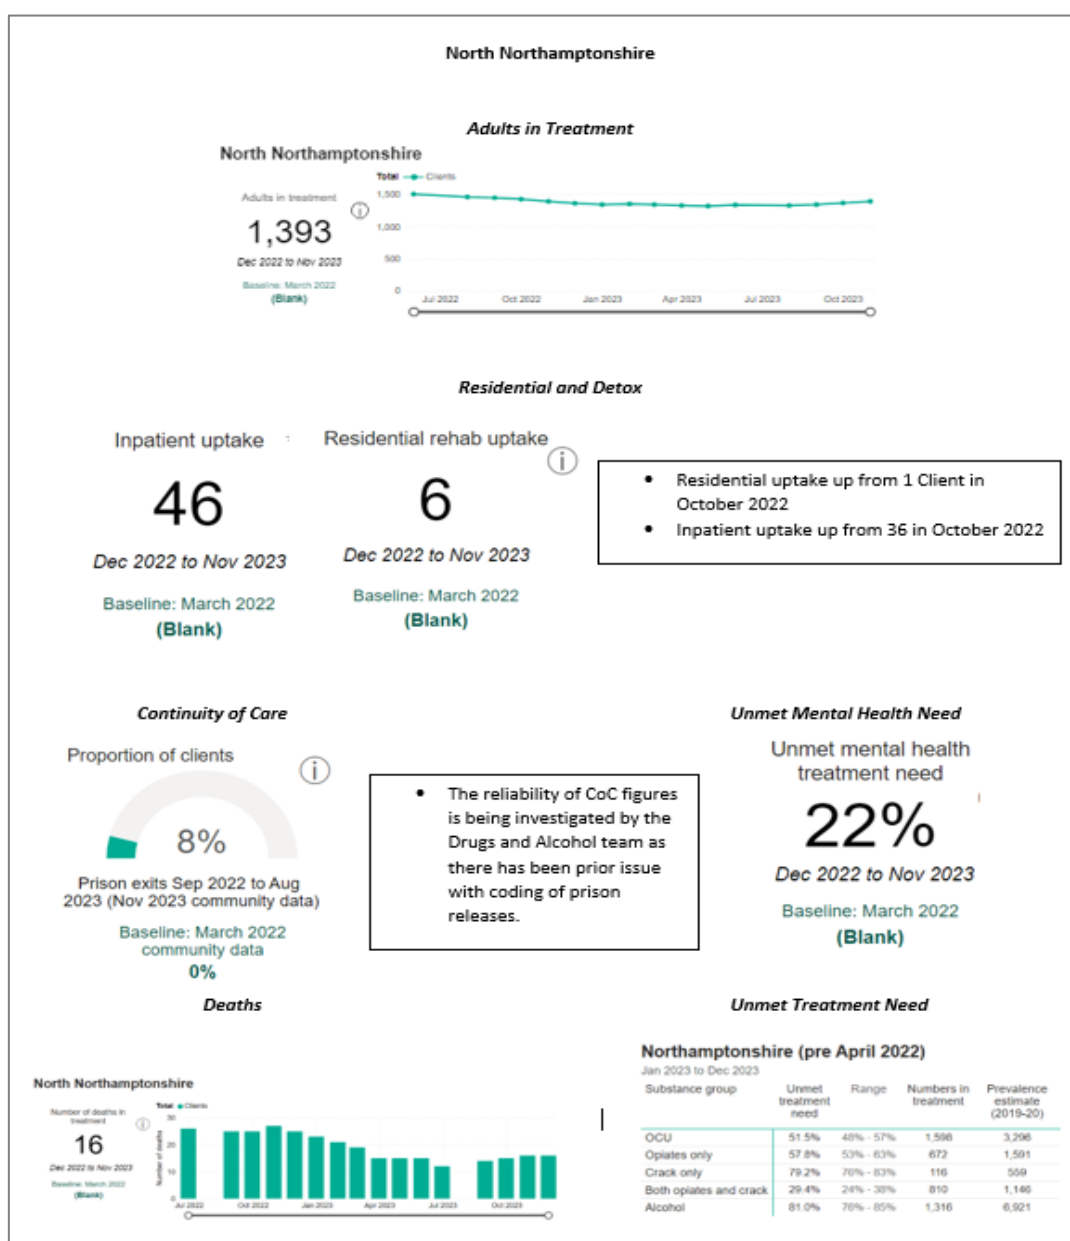 North Northamptonshire
Adults in Treatment
North Northamptonshire
Total Clients
Adults in treatment
1,393
Dec 2022 to Nov 2023
Baseline: March 2022
(Blank)
1,500
1,000
500
0
Jul 2022 Oct 2022 Jan 2023 Apr 2023 Jul 2023 Oct 2023
Residential and Detox
Inpatient uptake
46
Dec 2022 to Nov 2023
Baseline: March 2022
(Blank)
Residential rehab uptake
6
Dec 2022 to Nov 2023
Baseline: March 2022
(Blank)
• Residential uptake up from 1 Client in
October 2022
• Inpatient uptake up from 36 in October 2022
Continuity of Care
Proportion of clients
8%
Prison exits Sep 2022 to Aug
2023 (Nov 2023 community data)
Baseline: March 2022
community data
0%
• The reliability of CoC figures
is being investigated by the
Drugs and Alcohol team as
there has been prior issue
with coding of prison
releases.
Unmet Mental Health Need
Unmet mental health
treatment need
22%
Dec 2022 to Nov 2023
Baseline: March 2022
(Blank)
Deaths
North Northamptonshire
Number of deaths in
treatment
16
Dec 2022 to Nov 2023
Baseline: March 2022
(Blank)
Total Clients
Number of deaths
30
20
10
0
Jul 2022 Oct 2022 Jan 2023 Apr 2023 Jul 2023 Oct 2023
Unmet Treatment Need
Northamptonshire (pre April 2022)
Jan 2023 to Dec 2023
Substance group Unmet treatment need Range Numbers in treatment Prevalence estimate (2019-20)
OCU 51.5% 48% - 57% 1,598 3,296
Opiates only 57.8% 53% - 63% 672 1,591
Crack only 79.2% 76% - 83% 116 559
Both opiates and crack 29.4% 24% - 38% 810 1,146
Alcohol 81.0% 76% - 85% 1,316 6,921